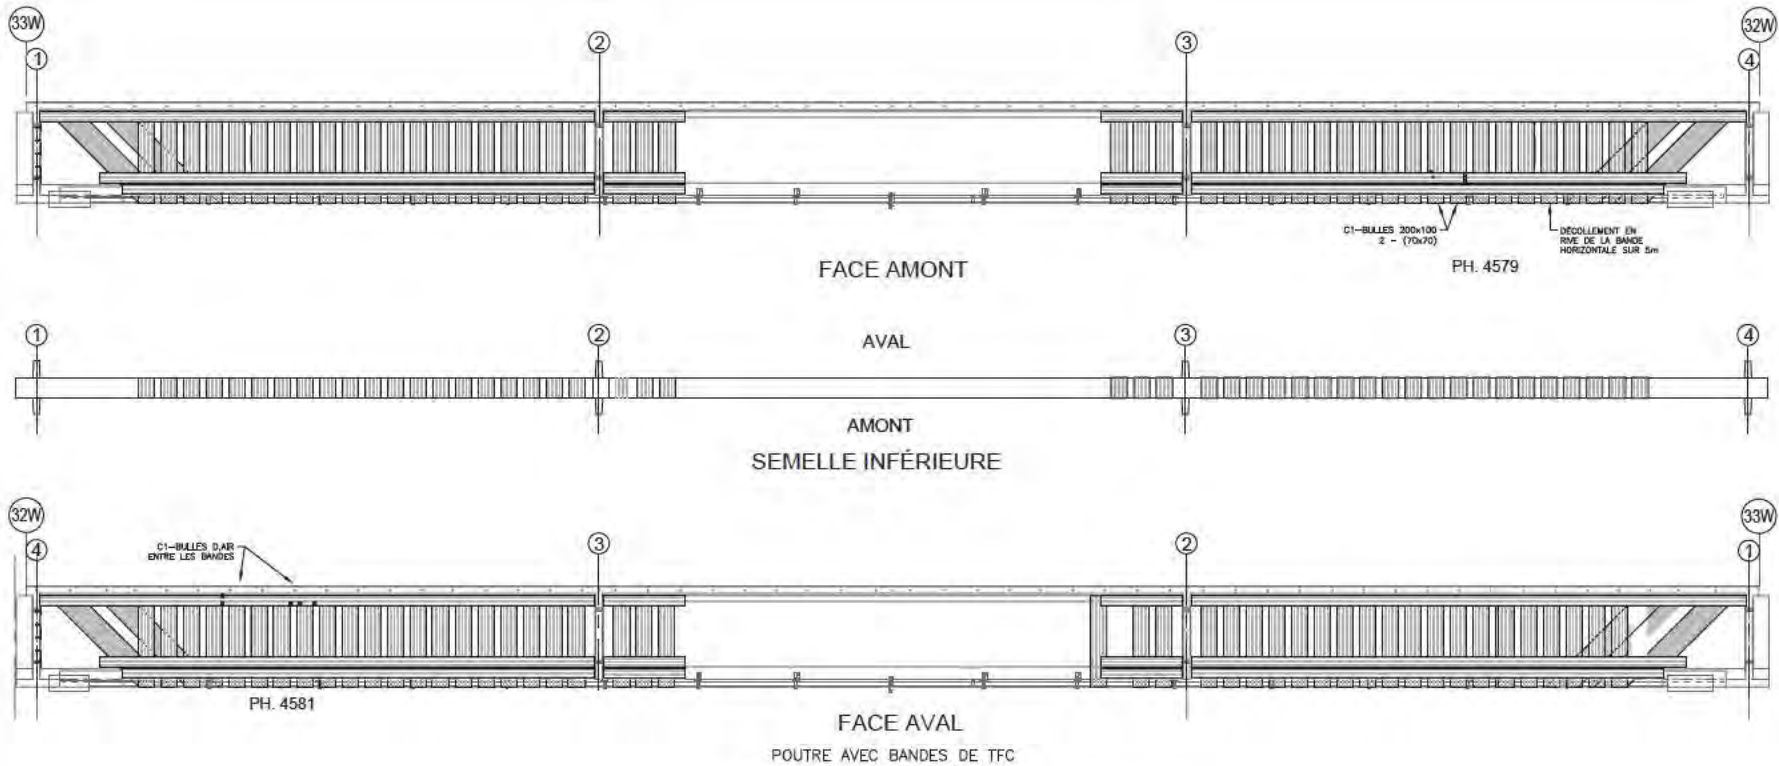 33W
32W
1
2
3
4
C1-BULLES 200x100
2 - (70x70)
DÉCOLLEMENT EN
RIVE DE LA BANDE
HORIZONTALE SUR 5m
PH. 4579
FACE AMONT
1
2
3
4
AVAL
AMONT
SEMELLE INFÉRIEURE
32W
33W
4
3
2
1
C1-BULLES D,AIR
ENTRE LES BANDES
PH. 4581
FACE AVAL
POUTRE AVEC BANDES DE TFC